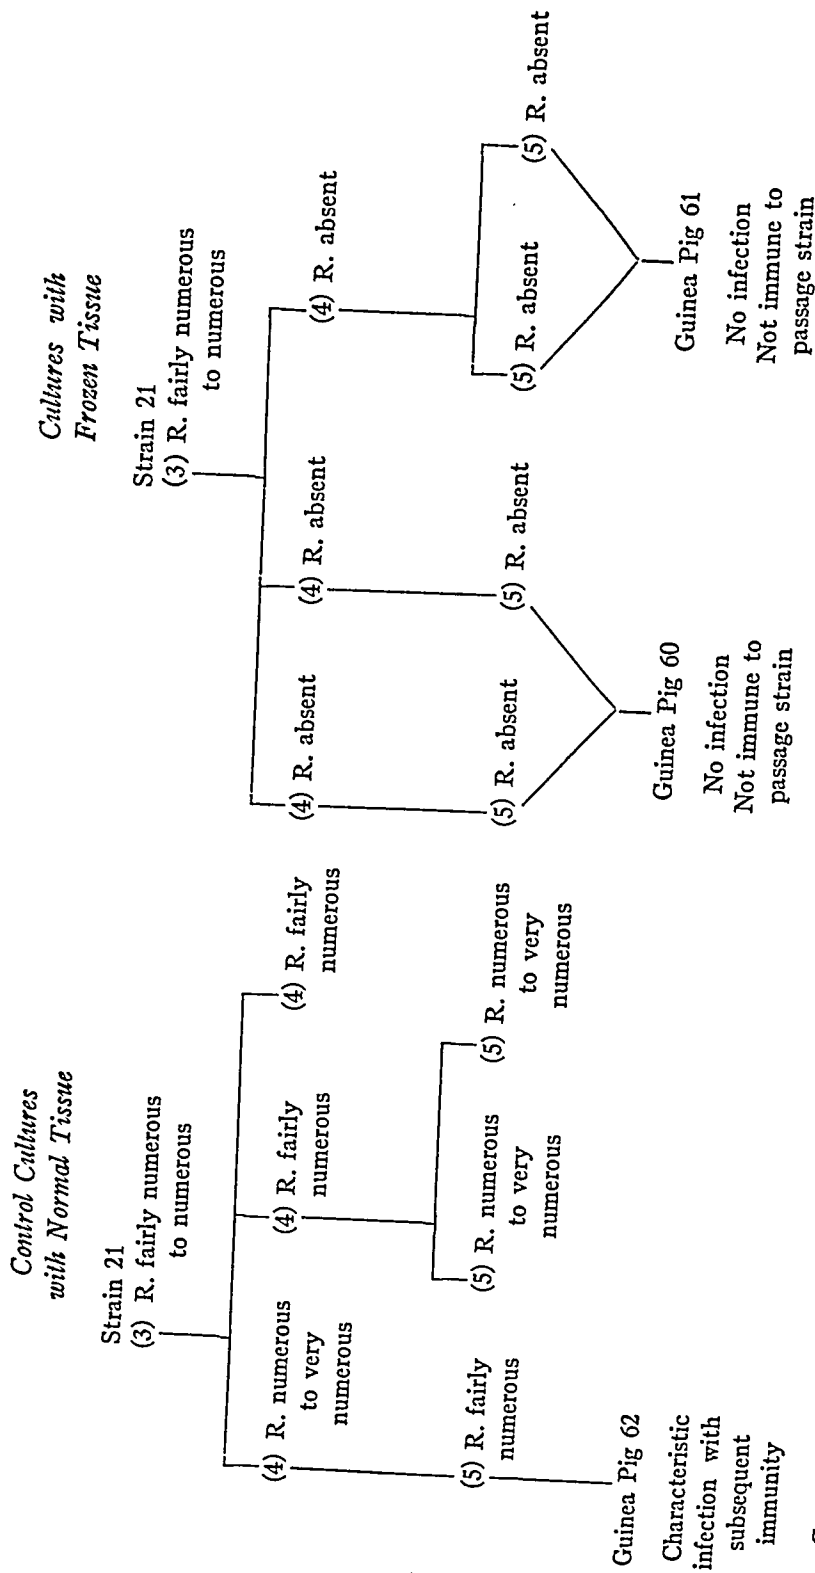 Control Cultures
with Normal Tissue
Strain 21
(3) R. fairly numerous
to numerous
(4) R. numerous
to very
numerous
(4) R. fairly
numerous
(4) R. fairly
numerous
(5) R. fairly
numerous
(5) R. numerous
to very
numerous
(5) R. numerous
to very
numerous
Guinea Pig 62
Characteristic
infection with
subsequent
immunity
Cultures with
Frozen Tissue
Strain 21
(3) R. fairly numerous
to numerous
(4) R. absent
(4) R. absent
(4) R. absent
(5) R. absent
(5) R. absent
(5) R. absent
(5) R. absent
Guinea Pig 60
No infection
Not immune to
passage strain
Guinea Pig 61
No infection
Not immune to
passage strain